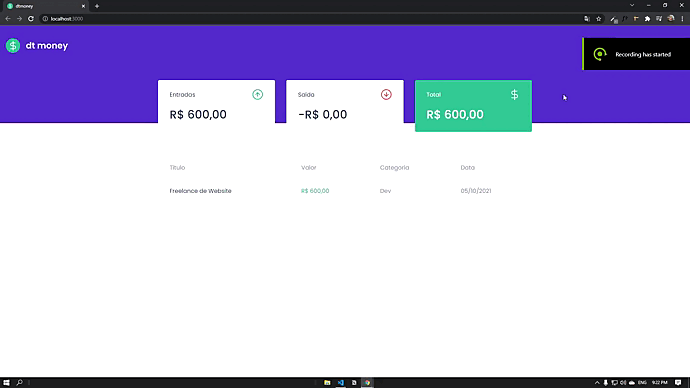 dtmoney
localhost:3000
dt money
Recording has started
Entradas
Saída
Total
R$ 600,00
-R$ 0,00
R$ 600,00
Título Valor Categoria Data
Freelance de Website R$ 600,00 Dev 05/10/2021
ENG 9:22 PM